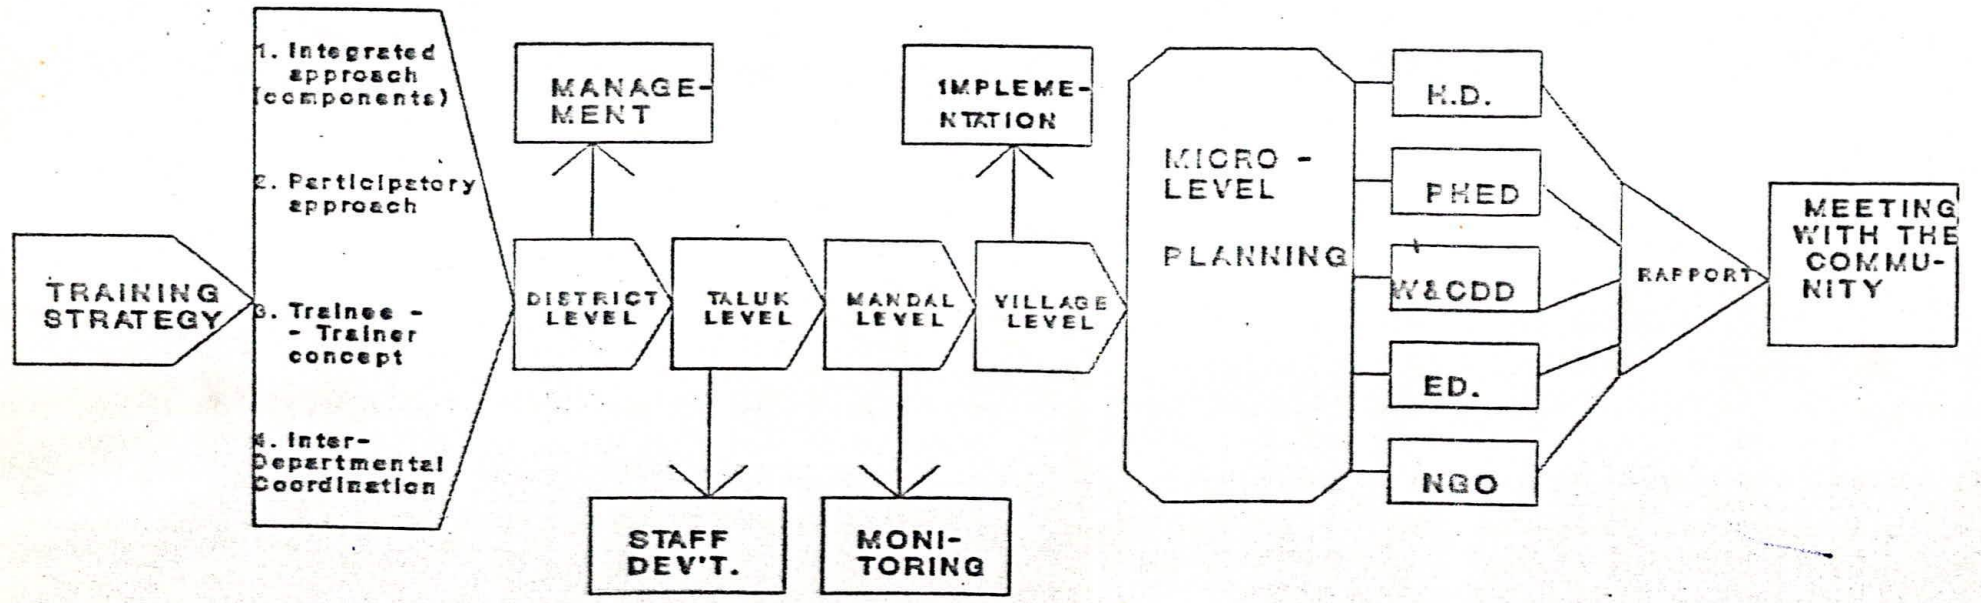 TRAINING
STRATEGY
1. Integrated
approach
(components)
2. Participatory
approach
3. Trainee -
- Trainer
concept
4. Inter-
Departmental
Coordination
MANAGE-
MENT
DISTRICT
LEVEL
TALUK
LEVEL
STAFF
DEV'T.
MANDAL
LEVEL
MONI-
TORING
IMPLEME-
NTATION
VILLAGE
LEVEL
MICRO -
LEVEL
PLANNING
H.D.
PHED
W&CDD
ED.
NGO
RAPPORT
MEETING
WITH THE
COMMU-
NITY